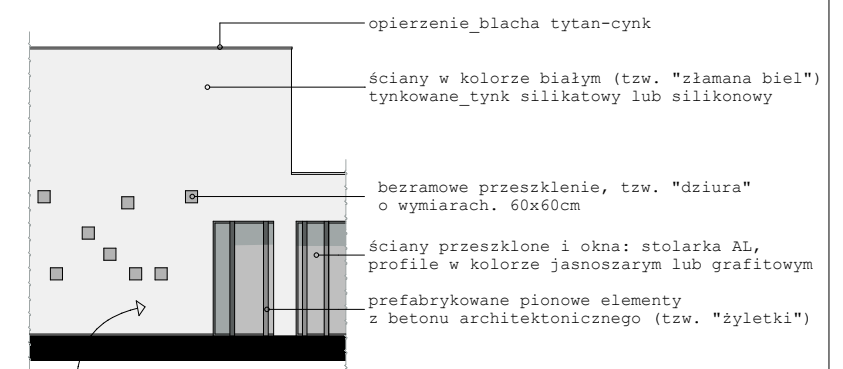 opierzenie_blacha tytan-cynk
ściany w kolorze białym (tzw. "złamana biel")
tynkowane_tynk silikatowy lub silikonowy
bezramowe przeszklenie, tzw. "dziura"
o wymiarach. 60x60cm
ściany przeszklone i okna: stolarka AL,
profile w kolorze jasnoszarym lub grafitowym
prefabrykowane pionowe elementy
z betonu architektonicznego (tzw. "żyletki")